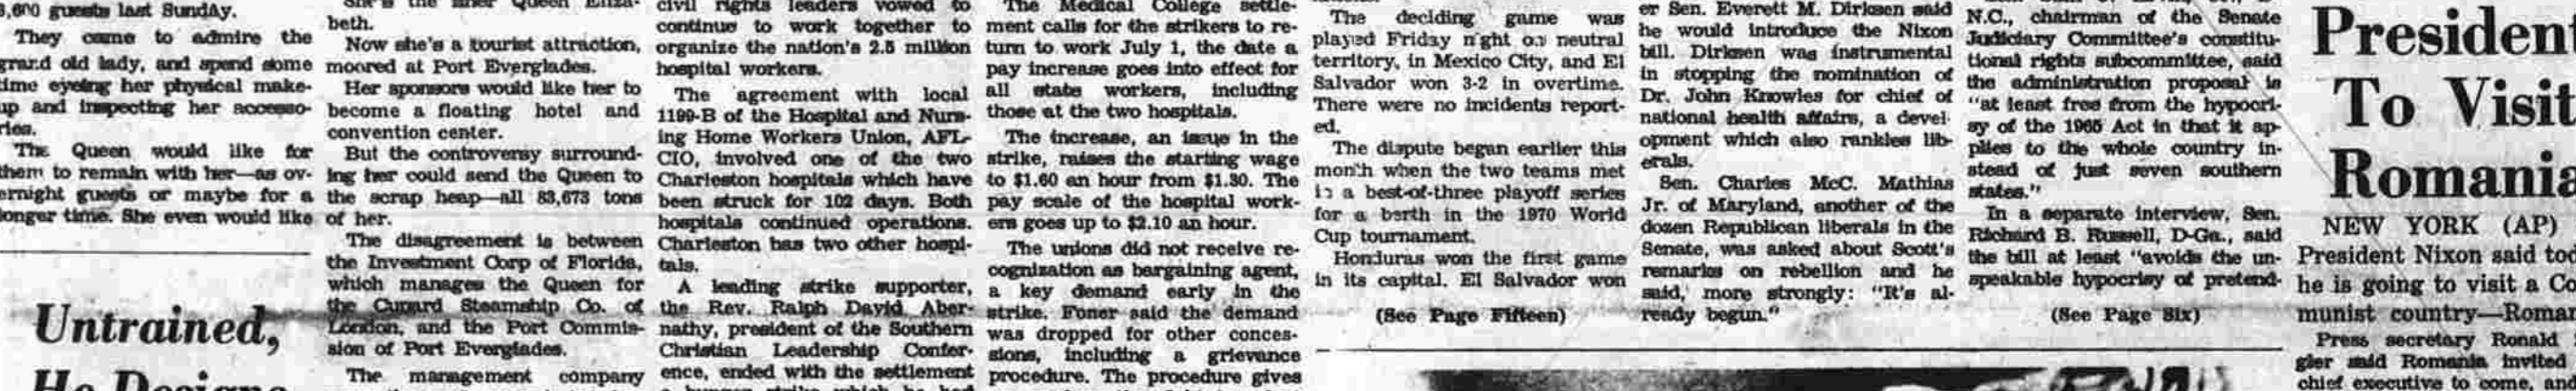 3,600 guests last Sunday.
They came to admire the
grand old lady, and spend some
time eyeing her physical make-
up and inspecting her accesso-
ries.
The Queen would like for
them to remain with her—as ov-
ernight guests or maybe for a
longer time. She even would like
Untrained,
He Designs
beth.
Now she's a tourist attraction,
moored at Port Everglades.
Her sponsors would like her to
become a floating hotel and
convention center.
But the controversy surround-
ing her could send the Queen to
the scrap heap—all 83,673 tons
of her.
The disagreement is between
the Investment Corp of Florida,
which manages the Queen for
the Cunard Steamship Co. of
London, and the Port Commis-
sion of Port Everglades.
The management company
civil rights leaders vowed to
continue to work together to
organize the nation's 2.5 million
hospital workers.
The agreement with local
1199-B of the Hospital and Nurs-
ing Home Workers Union, AFL-
CIO, involved one of the two
Charleston hospitals which have
been struck for 102 days. Both
hospitals continued operations.
Charleston has two other hospi-
tals.
A leading strike supporter,
the Rev. Ralph David Aber-
nathy, president of the Southern
Christian Leadership Confer-
ence, ended with the settlement
a hunger strike which he had
The Medical College settle-
ment calls for the strikers to re-
turn to work July 1, the date a
pay increase goes into effect for
all state workers, including
those at the two hospitals.
The increase, an issue in the
strike, raises the starting wage
to $1.60 an hour from $1.30. The
pay scale of the hospital work-
ers goes up to $2.10 an hour.
The unions did not receive re-
cognization as bargaining agent,
a key demand early in the
strike. Foner said the demand
was dropped for other conces-
sions, including a grievance
procedure. The procedure gives
The deciding game was
played Friday night on neutral
territory, in Mexico City, and El
Salvador won 3-2 in overtime.
There were no incidents report-
ed.
The dispute began earlier this
month when the two teams met
in a best-of-three playoff series
for a berth in the 1970 World
Cup tournament.
Honduras won the first game
in its capital. El Salvador won
(See Page Fifteen)
er Sen. Everett M. Dirksen said
he would introduce the Nixon
bill. Dirksen was instrumental
in stopping the nomination of
Dr. John Knowles for chief of
national health affairs, a devel-
opment which also rankles lib-
erals.
Sen. Charles McC. Mathias
Jr. of Maryland, another of the
dozen Republican liberals in the
Senate, was asked about Scott's
remarks on rebellion and he
said, more strongly: "It's al-
ready begun."
N.C., chairman of the Senate
Judiciary Committee's constitu-
tional rights subcommittee, said
the administration proposal is
"at least free from the hypocri-
sy of the 1965 Act in that it ap-
plies to the whole country in-
stead of just seven southern
states."
In a separate interview, Sen.
Richard B. Russell, D-Ga., said
the bill at least "avoids the un-
speakable hypocrisy of pretend-
(See Page Six)
President
To Visit
Romania
NEW YORK (AP)
President Nixon said tod
he is going to visit a Co
munist country—Roman
Press secretary Ronald
gler said Romania invited
chief executive to come, and